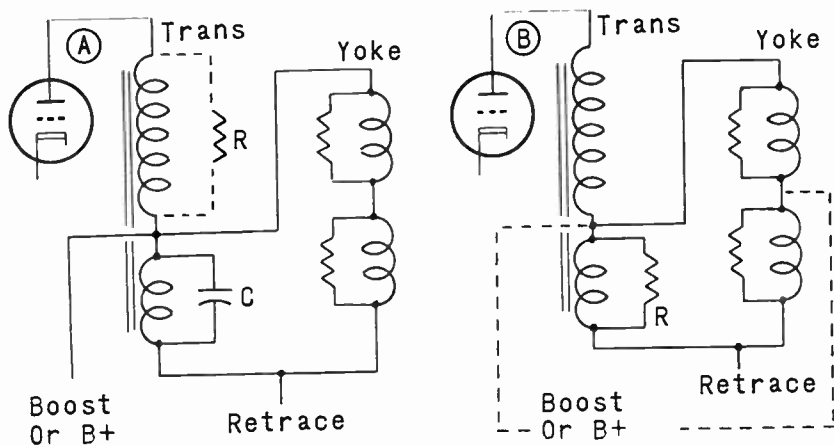 A
Trans
Yoke
R
C
Boost
Or B+
Retrace
B
Trans
Yoke
R
Retrace
Boost
Or B+